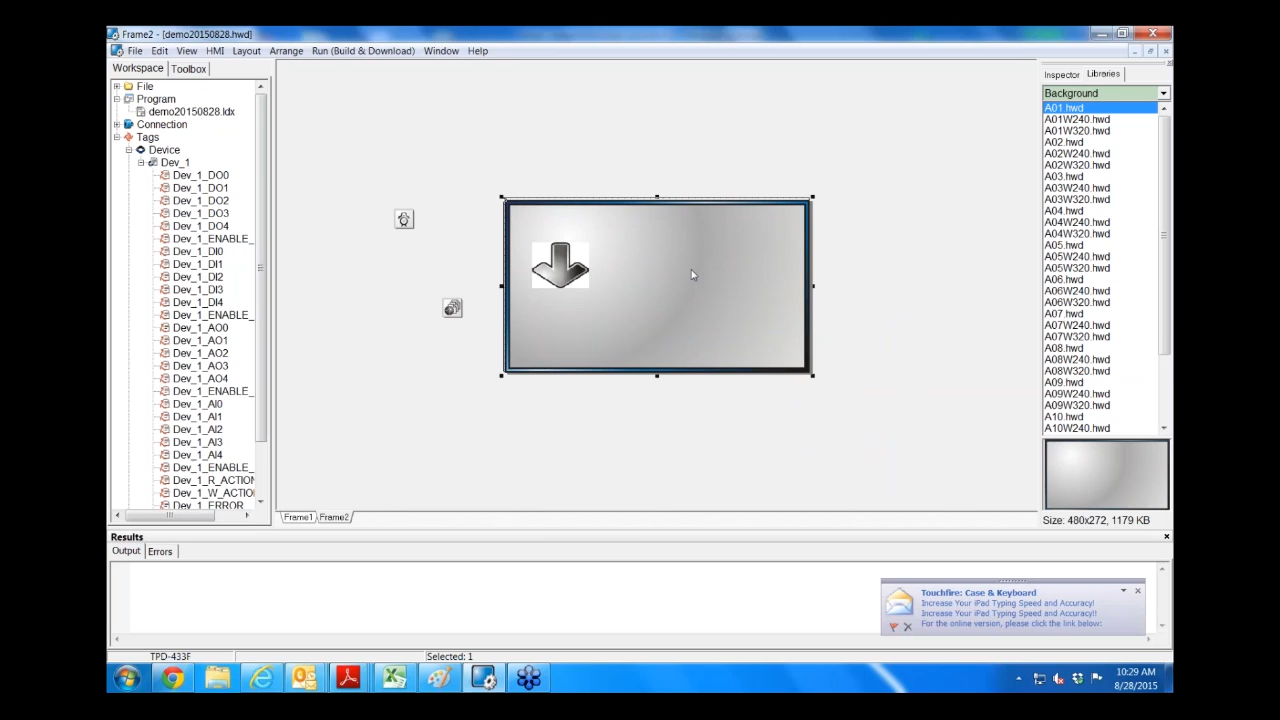 Frame2 - [demo20150828.hwd]
File Edit View HMI Layout Arrange Run (Build & Download) Window Help
Workspace Toolbox
File
Program
demo20150828.ldx
Connection
Tags
Device
Dev_1
Dev_1_DO0
Dev_1_DO1
Dev_1_DO2
Dev_1_DO3
Dev_1_DO4
Dev_1_ENABLE_
Dev_1_DI0
Dev_1_DI1
Dev_1_DI2
Dev_1_DI3
Dev_1_DI4
Dev_1_ENABLE_
Dev_1_AO0
Dev_1_AO1
Dev_1_AO2
Dev_1_AO3
Dev_1_AO4
Dev_1_ENABLE_
Dev_1_AI0
Dev_1_AI1
Dev_1_AI2
Dev_1_AI3
Dev_1_AI4
Dev_1_ENABLE_
Dev_1_R_ACTION
Dev_1_W_ACTIO
Dev_1_ERROR
Frame1 Frame2
Inspector Libraries
Background
A01.hwd
A01W240.hwd
A01W320.hwd
A02.hwd
A02W240.hwd
A02W320.hwd
A03.hwd
A03W240.hwd
A03W320.hwd
A04.hwd
A04W240.hwd
A04W320.hwd
A05.hwd
A05W240.hwd
A05W320.hwd
A06.hwd
A06W240.hwd
A06W320.hwd
A07.hwd
A07W240.hwd
A07W320.hwd
A08.hwd
A08W240.hwd
A08W320.hwd
A09.hwd
A09W240.hwd
A09W320.hwd
A10.hwd
A10W240.hwd
Size: 480x272, 1179 KB
Results
Output Errors
Touchfire: Case & Keyboard
Increase Your iPad Typing Speed and Accuracy!
Increase Your iPad Typing Speed and Accuracy!!
For the online version, please click the link below:
TPD-433F
Selected: 1
10:29 AM
8/28/2015